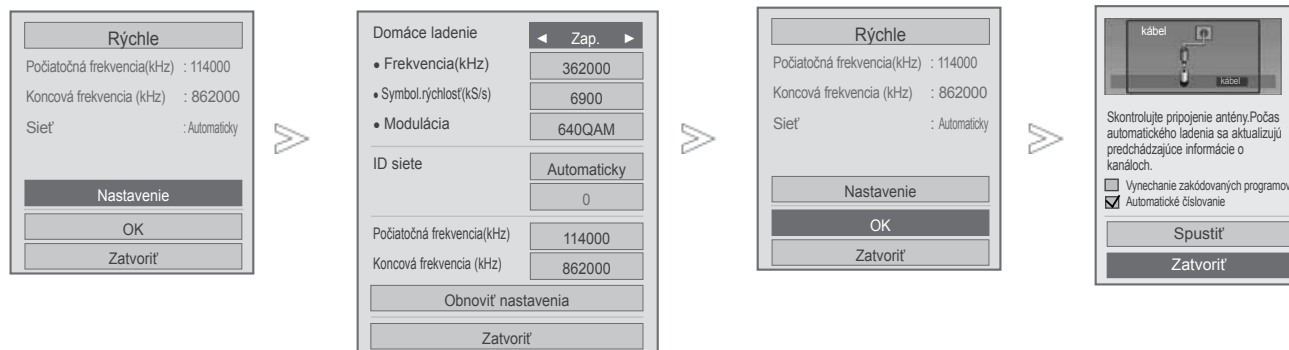 Rýchle
Počiatočná frekvencia(kHz) : 114000
Koncová frekvencia (kHz) : 862000
Sieť : Automaticky
Nastavenie
OK
Zatvoriť
Domáce ladenie ◄ Zap. ►
• Frekvencia(kHz) 362000
• Symbol.rýchlosť(kS/s) 6900
• Modulácia 640QAM
ID siete Automaticky
0
Počiatočná frekvencia(kHz) 114000
Koncová frekvencia (kHz) 862000
Obnoviť nastavenia
Zatvoriť
Rýchle
Počiatočná frekvencia(kHz) : 114000
Koncová frekvencia (kHz) : 862000
Sieť : Automaticky
Nastavenie
OK
Zatvoriť
kábel
kábel
Skontrolujte pripojenie antény.Počas
automatického ladenia sa aktualizujú
predchádzajúce informácie o
kanáloch.
Vynechanie zakódovaných programov
Automatické číslovanie
Spustiť
Zatvoriť